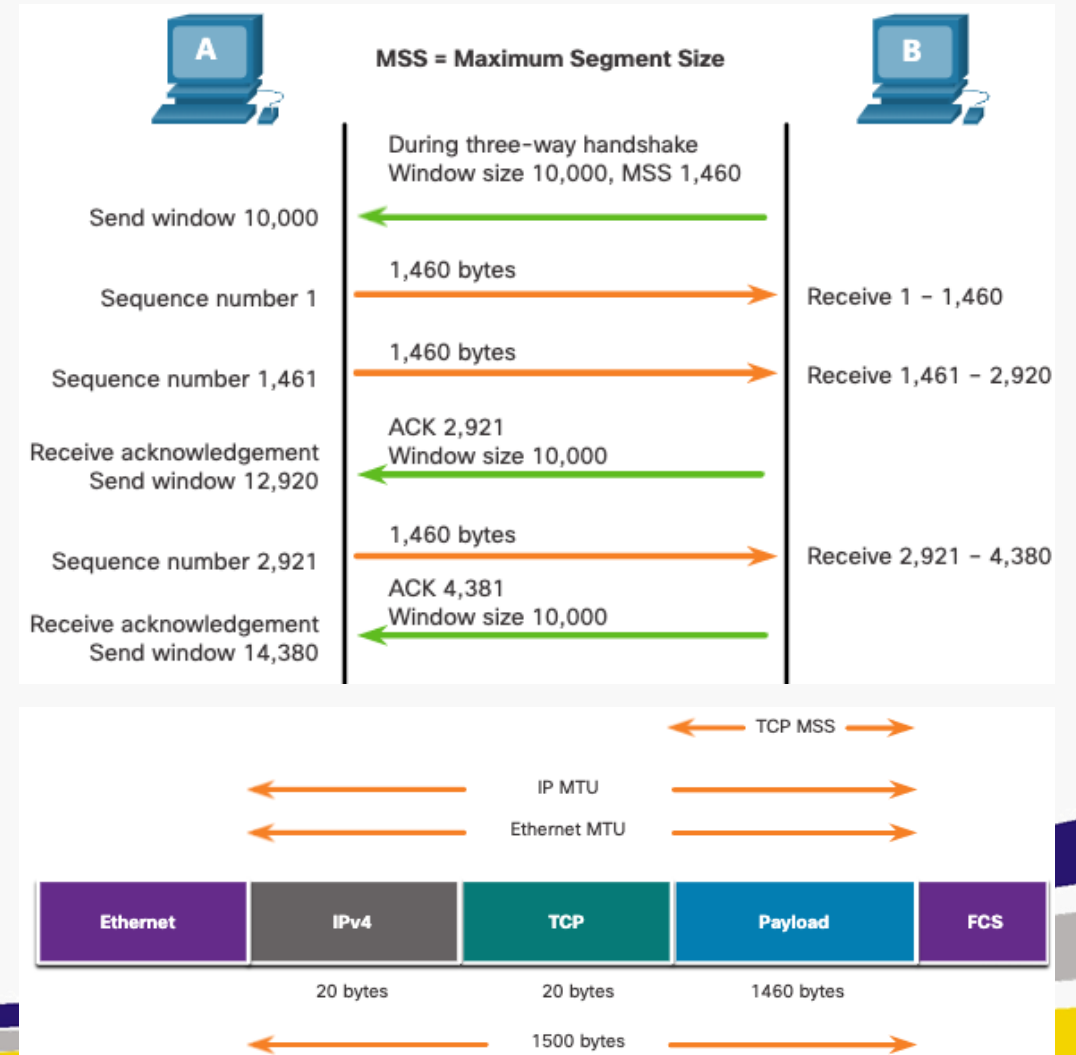 A
MSS = Maximum Segment Size
B
During three-way handshake
Window size 10,000, MSS 1,460
Send window 10,000
1,460 bytes
Sequence number 1
Receive 1 - 1,460
1,460 bytes
Sequence number 1,461
Receive 1,461 - 2,920
ACK 2,921
Window size 10,000
Receive acknowledgement
Send window 12,920
1,460 bytes
Sequence number 2,921
Receive 2,921 - 4,380
ACK 4,381
Window size 10,000
Receive acknowledgement
Send window 14,380
TCP MSS
IP MTU
Ethernet MTU
Ethernet
IPv4
TCP
Payload
FCS
20 bytes
20 bytes
1460 bytes
1500 bytes